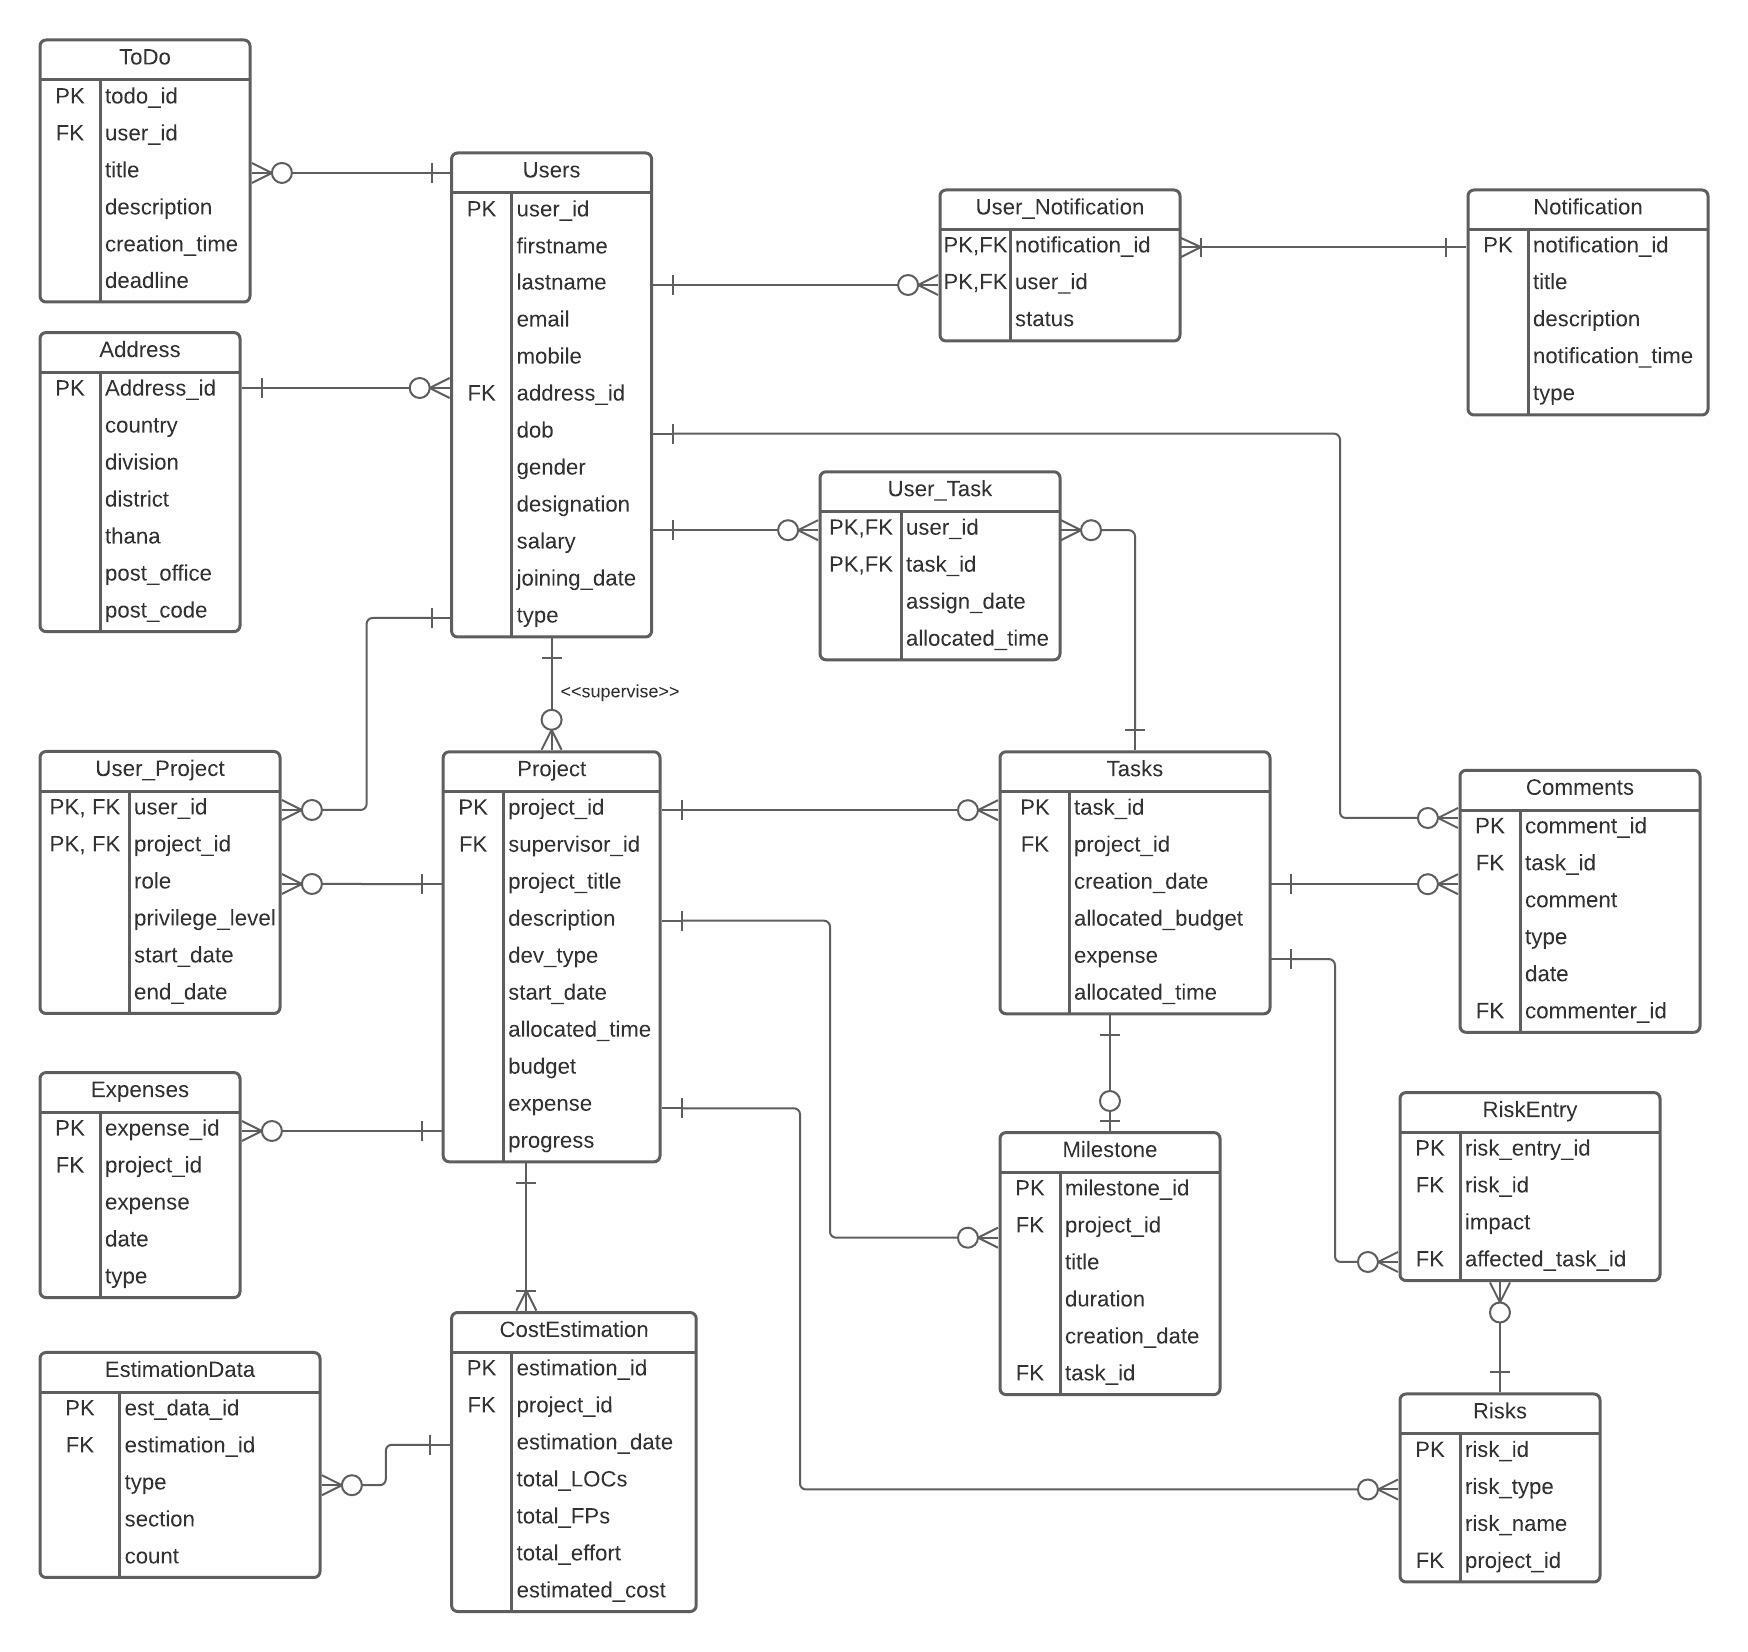 ToDo
PK todo_id
FK user_id
title
description
creation_time
deadline
Users
PK user_id
firstname
lastname
email
mobile
FK address_id
dob
gender
designation
salary
joining_date
type
User_Notification
PK,FK notification_id
PK,FK user_id
status
Notification
PK notification_id
title
description
notification_time
type
Address
PK Address_id
country
division
district
thana
post_office
post_code
User_Task
PK,FK user_id
PK,FK task_id
assign_date
allocated_time
<<supervise>>
User_Project
PK, FK user_id
PK, FK project_id
role
privilege_level
start_date
end_date
Project
PK project_id
FK supervisor_id
project_title
description
dev_type
start_date
allocated_time
budget
expense
progress
Tasks
PK task_id
FK project_id
creation_date
allocated_budget
expense
allocated_time
Comments
PK comment_id
FK task_id
comment
type
date
FK commenter_id
Expenses
PK expense_id
FK project_id
expense
date
type
Milestone
PK milestone_id
FK project_id
title
duration
creation_date
FK task_id
RiskEntry
PK risk_entry_id
FK risk_id
impact
FK affected_task_id
EstimationData
PK est_data_id
FK estimation_id
type
section
count
CostEstimation
PK estimation_id
FK project_id
estimation_date
total_LOCs
total_FPs
total_effort
estimated_cost
Risks
PK risk_id
risk_type
risk_name
FK project_id